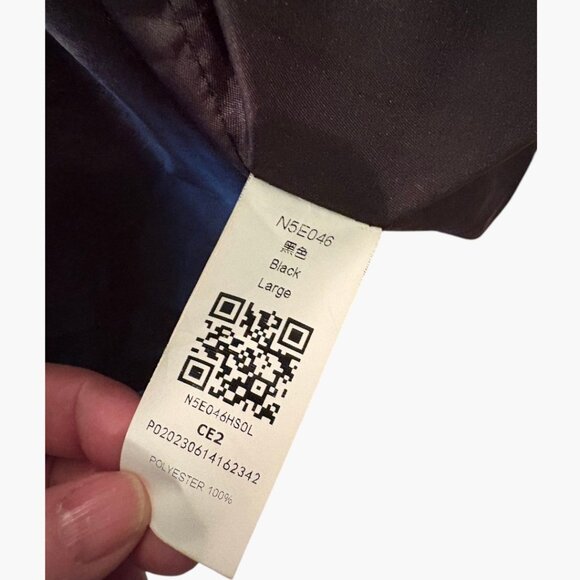 N5E046
黑色
Black
Large
N5E046HS0L
CE2
P020230614162342
POLYESTER 100%